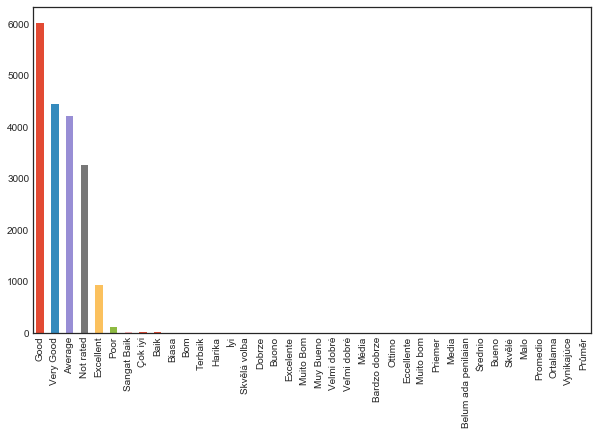 6000
5000
4000
3000
2000
1000
0
Good
Very Good
Average
Not rated
Excellent
Poor
Sangat Baik
Çok iyi
Baik
Biasa
Bom
Terbaik
Harika
İyi
Skvělá volba
Dobrze
Buono
Excelente
Muito Bom
Muy Bueno
Velmi dobré
Veľmi dobré
Média
Bardzo dobrze
Ottimo
Eccellente
Muito bom
Priemer
Media
Belum ada penilaian
Średnio
Bueno
Skvělé
Malo
Promedio
Ortalama
Vynikajúce
Průměr